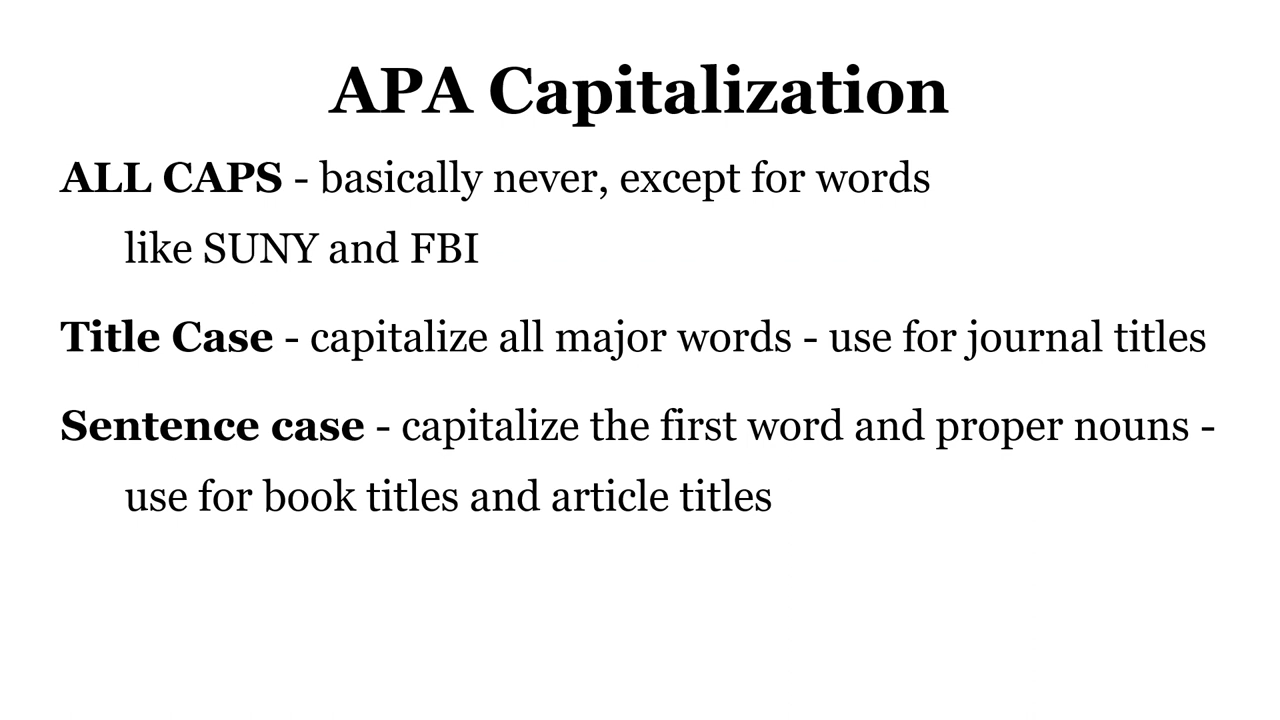 APA Capitalization
ALL CAPS - basically never, except for words
like SUNY and FBI
Title Case - capitalize all major words - use for journal titles
Sentence case - capitalize the first word and proper nouns -
use for book titles and article titles